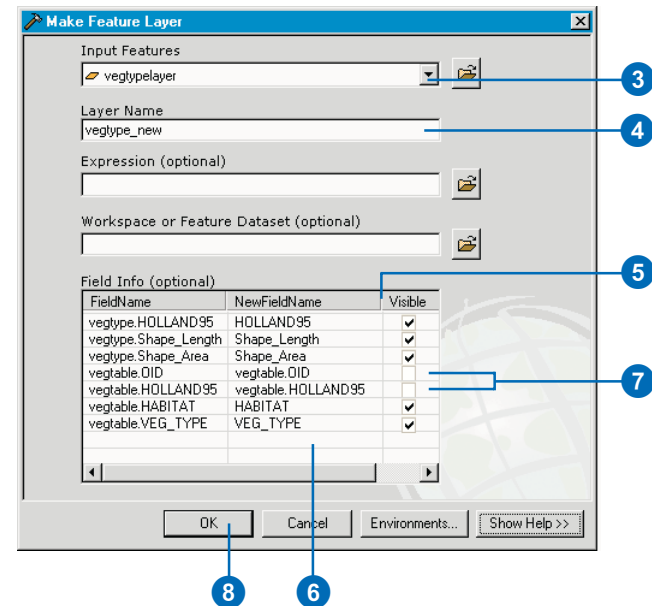 Make Feature Layer
Input Features
vegtypelayer
3
Layer Name
vegtype_new
4
Expression (optional)
Workspace or Feature Dataset (optional)
5
Field Info (optional)
FieldName NewFieldName Visible
vegtype.HOLLAND95 HOLLAND95
vegtype.Shape_Length Shape_Length
vegtype.Shape_Area Shape_Area
vegtable.OID vegtable.OID
7
vegtable.HOLLAND95 vegtable.HOLLAND95
vegtable.HABITAT HABITAT
vegtable.VEG_TYPE VEG_TYPE
OK Cancel Environments... Show Help >>
8 6